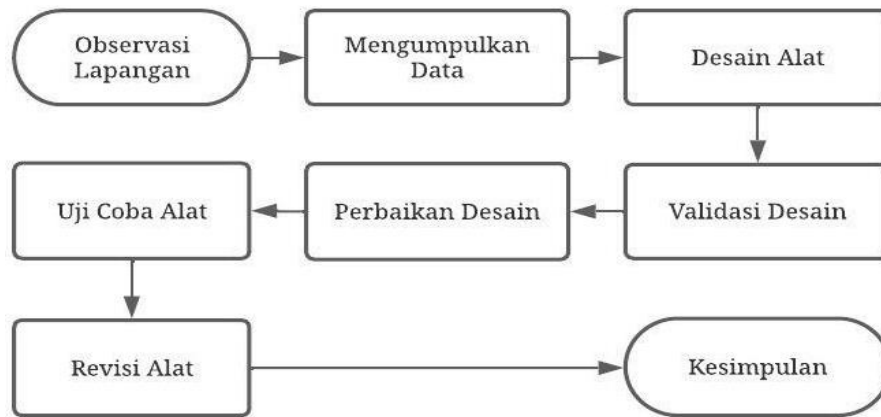 Observasi
Lapangan
Mengumpulkan
Data
Desain Alat
Validasi Desain
Perbaikan Desain
Uji Coba Alat
Revisi Alat
Kesimpulan